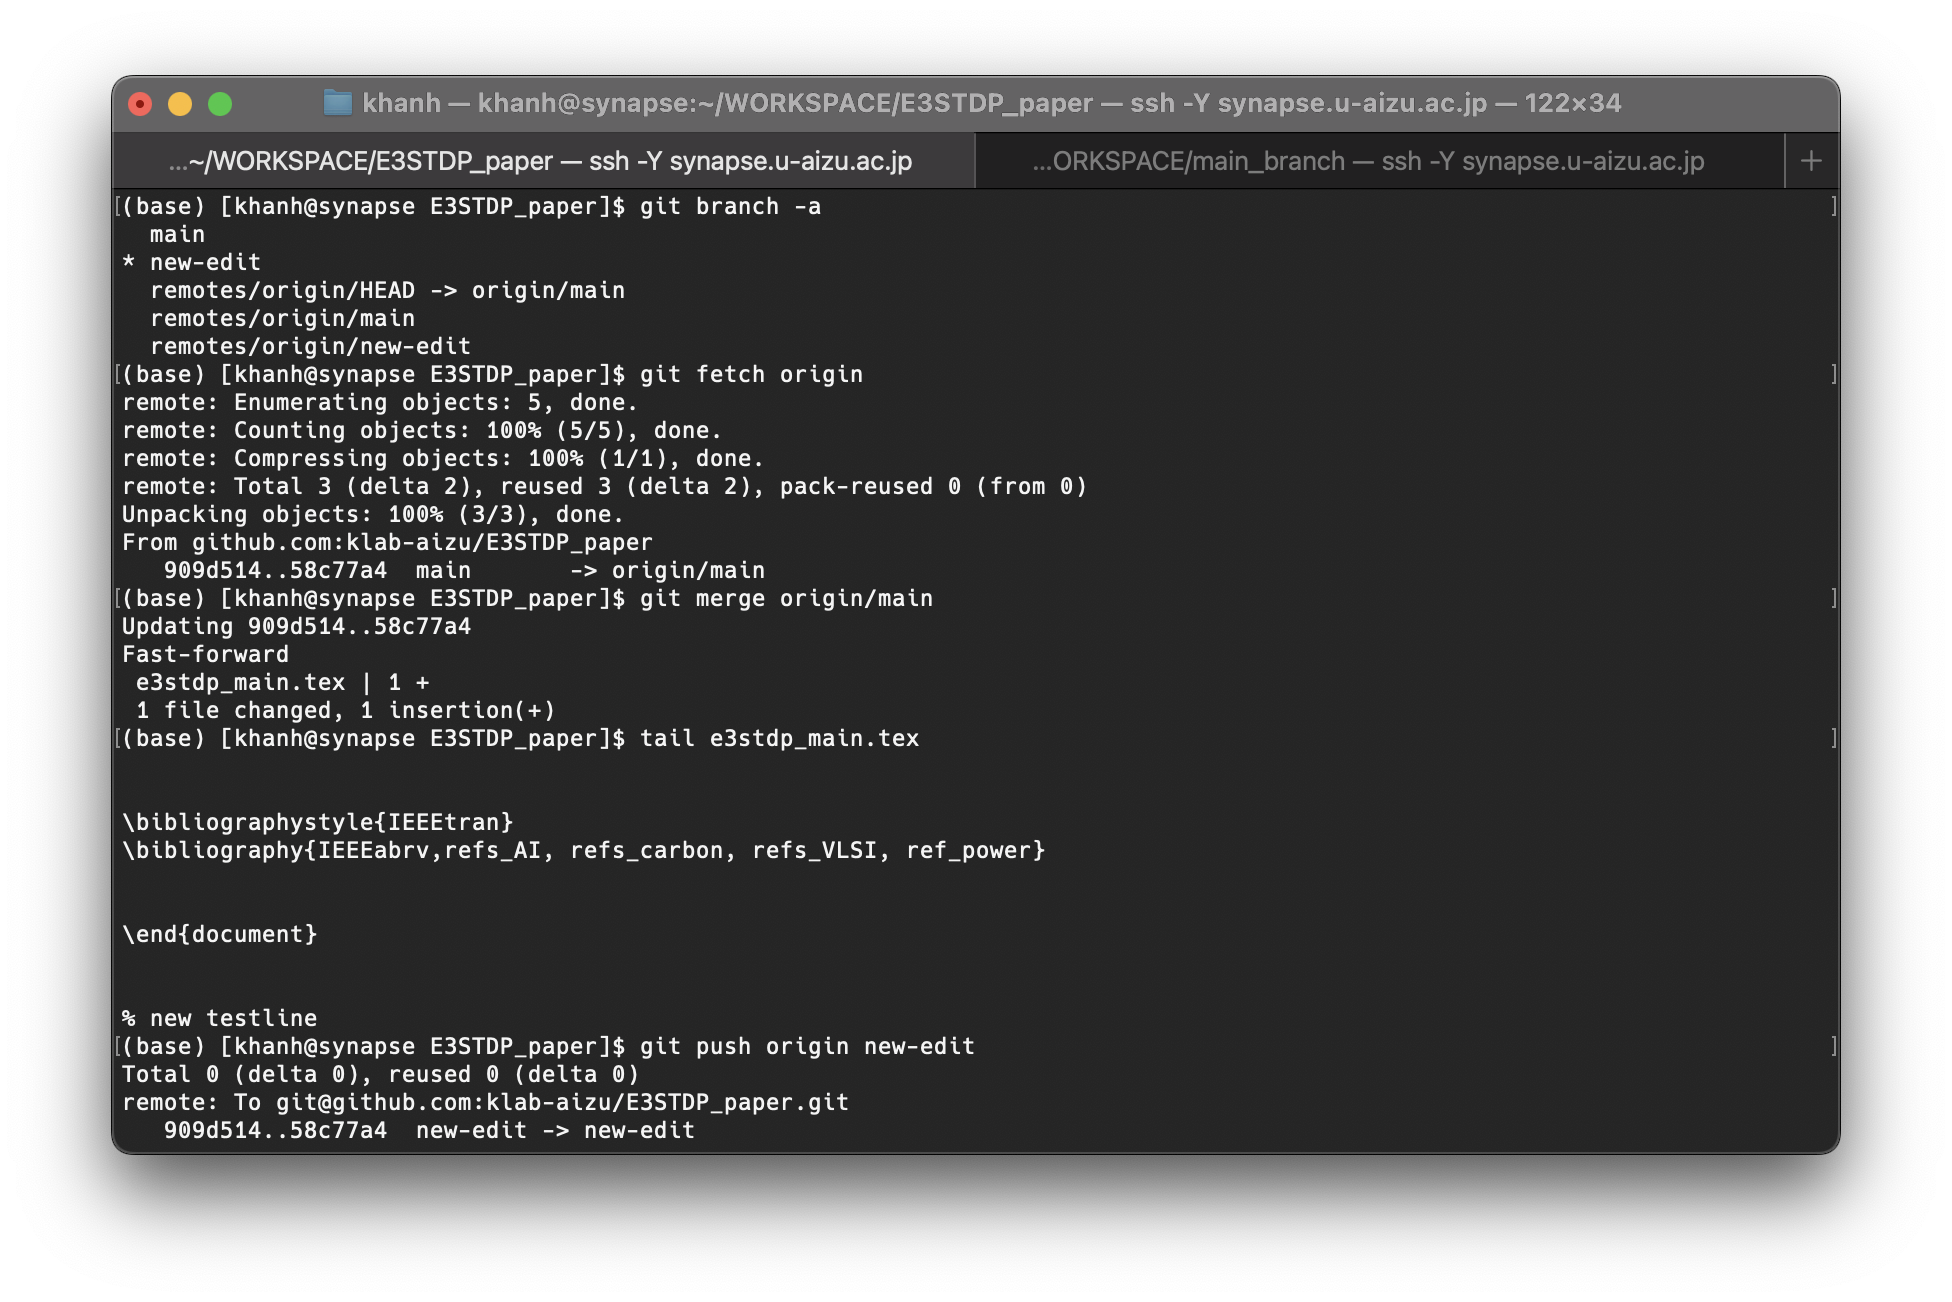 khanh — khanh@synapse:~/WORKSPACE/E3STDP_paper — ssh -Y synapse.u-aizu.ac.jp — 122×34
...~/WORKSPACE/E3STDP_paper — ssh -Y synapse.u-aizu.ac.jp
...ORKSPACE/main_branch — ssh -Y synapse.u-aizu.ac.jp
+
[(base) [khanh@synapse E3STDP_paper]$ git branch -a ]
  main
* new-edit
  remotes/origin/HEAD -> origin/main
  remotes/origin/main
  remotes/origin/new-edit
[(base) [khanh@synapse E3STDP_paper]$ git fetch origin ]
remote: Enumerating objects: 5, done.
remote: Counting objects: 100% (5/5), done.
remote: Compressing objects: 100% (1/1), done.
remote: Total 3 (delta 2), reused 3 (delta 2), pack-reused 0 (from 0)
Unpacking objects: 100% (3/3), done.
From github.com:klab-aizu/E3STDP_paper
   909d514..58c77a4  main       -> origin/main
[(base) [khanh@synapse E3STDP_paper]$ git merge origin/main ]
Updating 909d514..58c77a4
Fast-forward
 e3stdp_main.tex | 1 +
 1 file changed, 1 insertion(+)
[(base) [khanh@synapse E3STDP_paper]$ tail e3stdp_main.tex ]
\bibliographystyle{IEEEtran}
\bibliography{IEEEabrv,refs_AI, refs_carbon, refs_VLSI, ref_power}
\end{document}
% new testline
[(base) [khanh@synapse E3STDP_paper]$ git push origin new-edit ]
Total 0 (delta 0), reused 0 (delta 0)
remote: To git@github.com:klab-aizu/E3STDP_paper.git
   909d514..58c77a4  new-edit -> new-edit